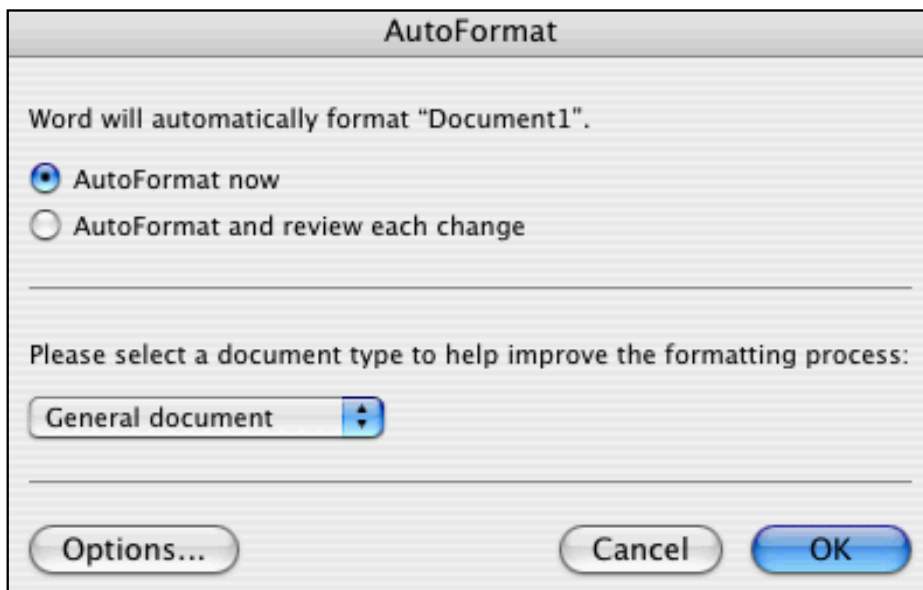 AutoFormat
Word will automatically format “Document1”.
AutoFormat now
AutoFormat and review each change
Please select a document type to help improve the formatting process:
General document
Options... Cancel OK